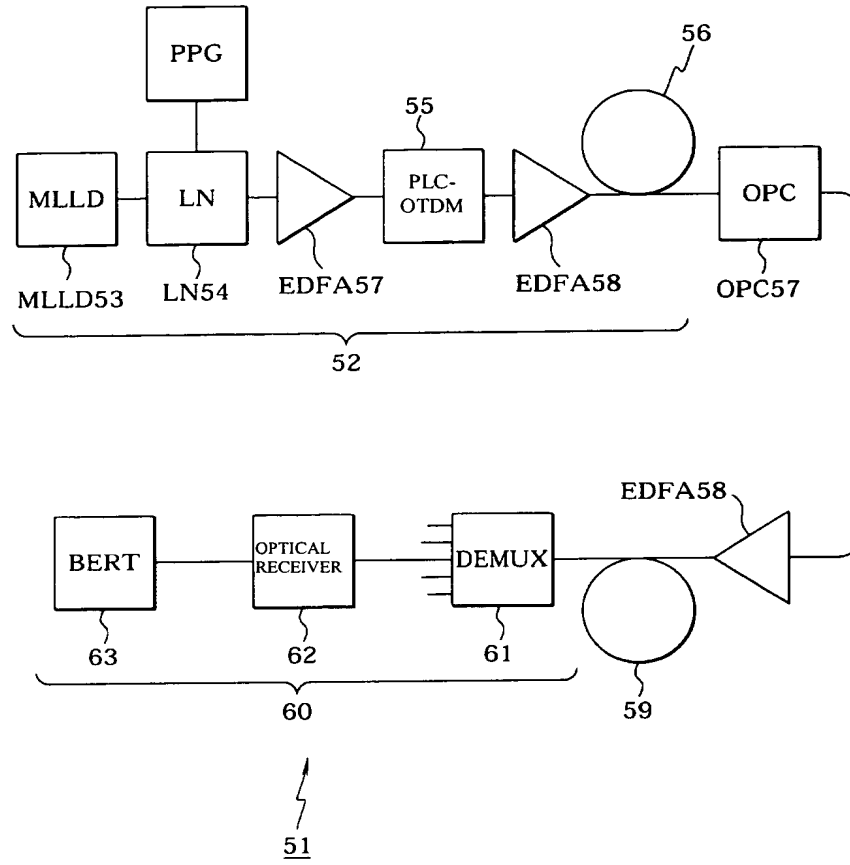 PPG
56
55
MLLD
LN
PLC-
OTDM
OPC
MLLD53
LN54
EDFA57
EDFA58
OPC57
52
EDFA58
BERT
OPTICAL
RECEIVER
DEMUX
63
62
61
59
60
51